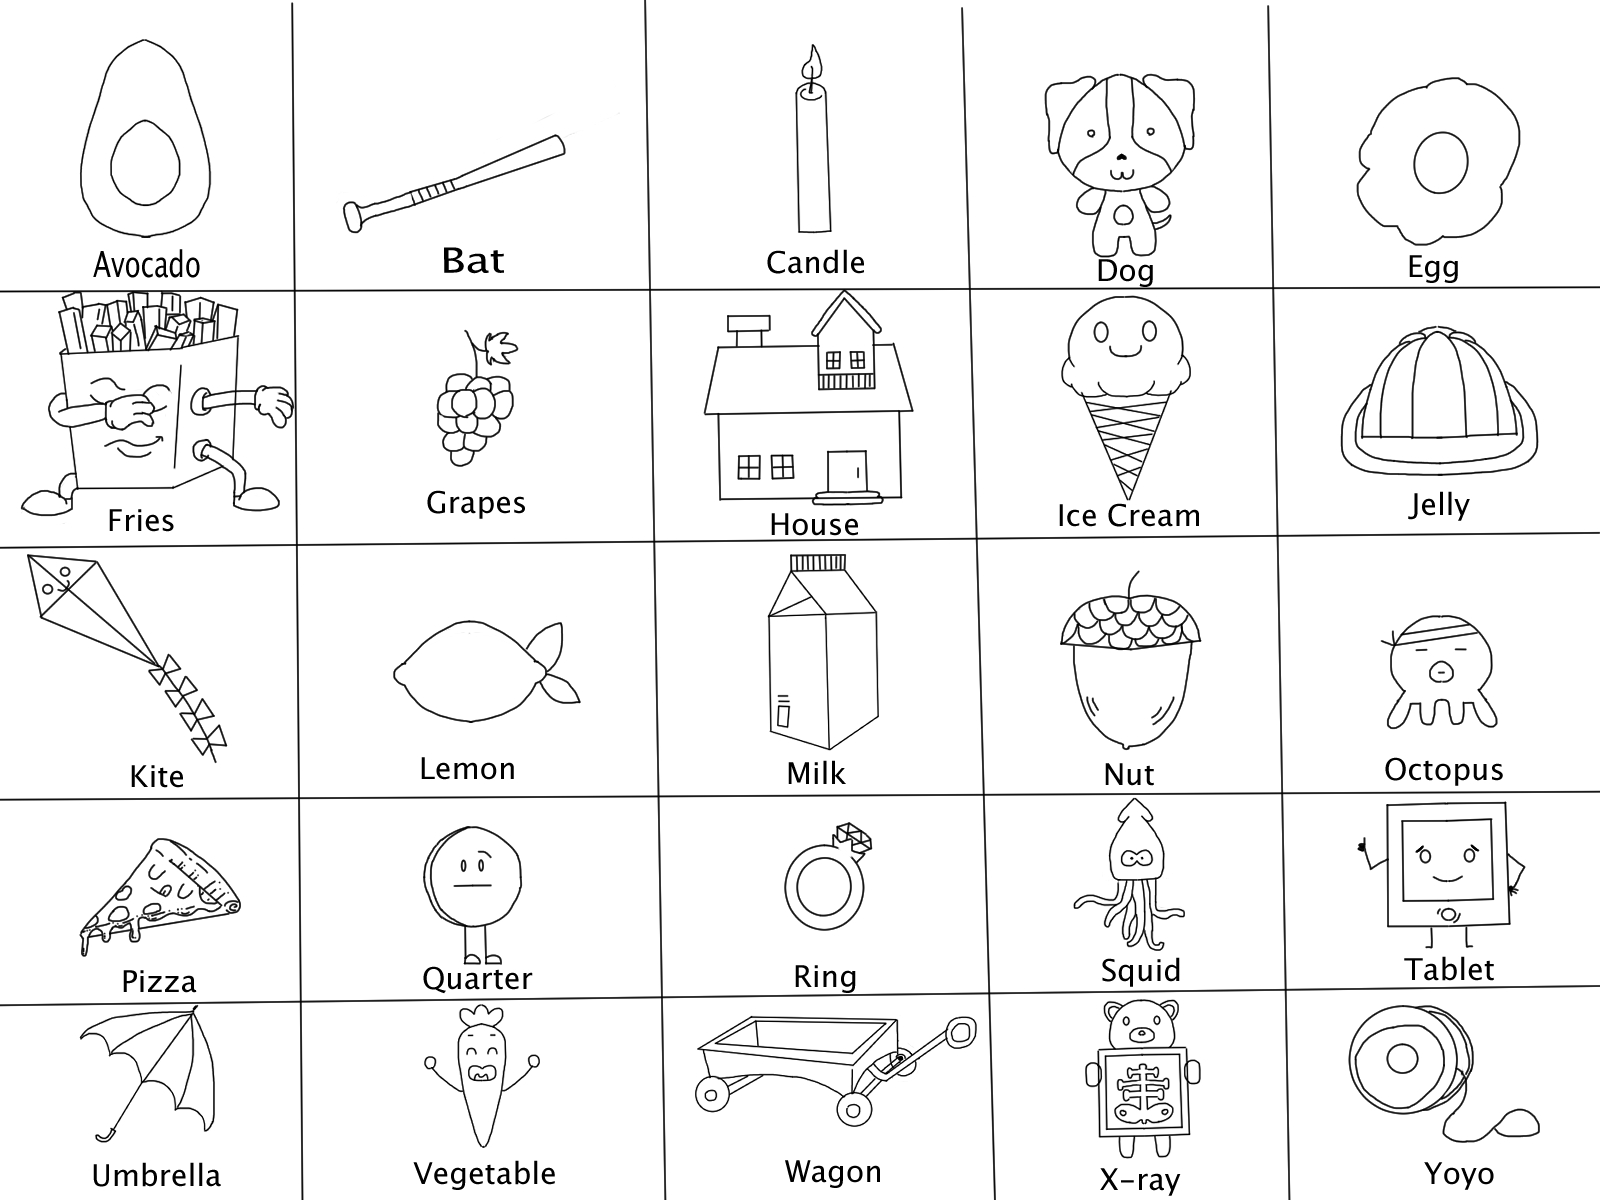 Avocado
Bat
Candle
Dog
Egg
Fries
Grapes
House
Ice Cream
Jelly
Kite
Lemon
Milk
Nut
Octopus
Pizza
Quarter
Ring
Squid
Tablet
Umbrella
Vegetable
Wagon
X-ray
Yoyo